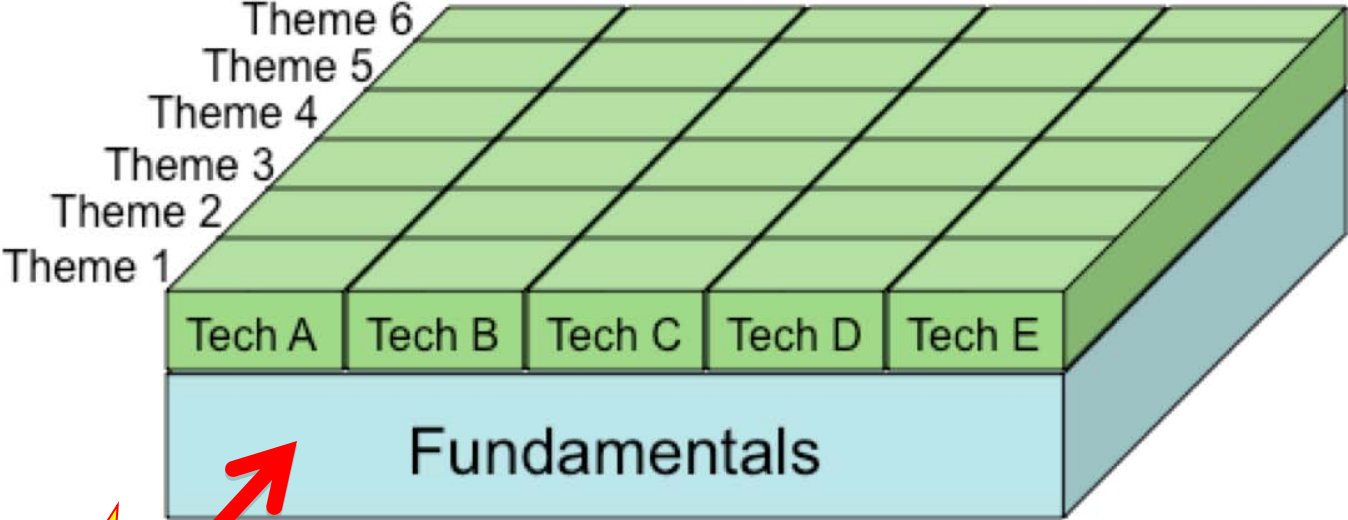 Theme 6
Theme 5
Theme 4
Theme 3
Theme 2
Theme 1
Tech A
Tech B
Tech C
Tech D
Tech E
Fundamentals